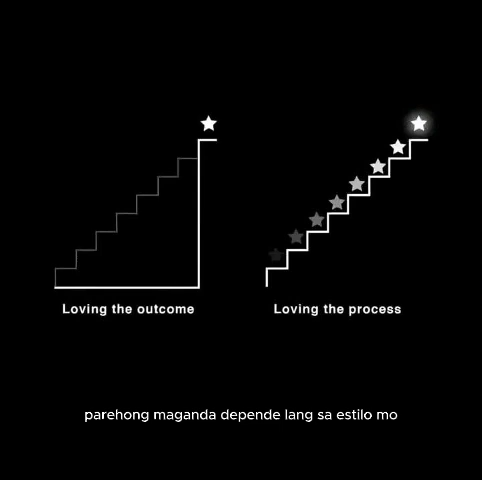 Loving the outcome
Loving the process
parehong maganda depende lang sa estilo mo